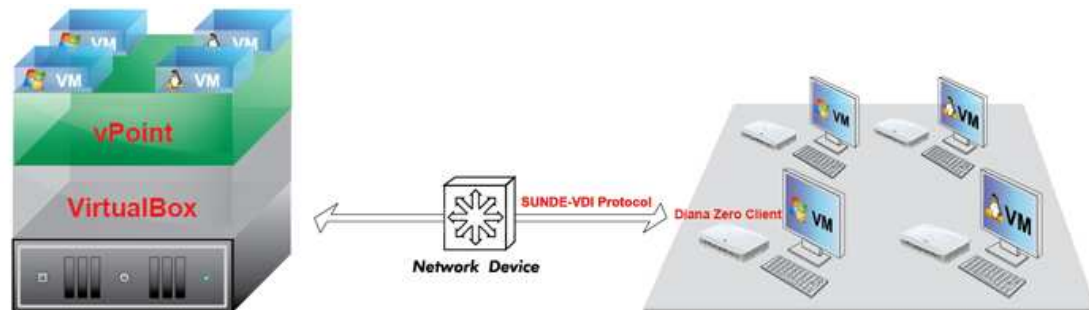 VM
VM
VM
VM
vPoint
VirtualBox
SUNDE-VDI Protocol
Network Device
Diana Zero Client
VM
VM
VM
VM